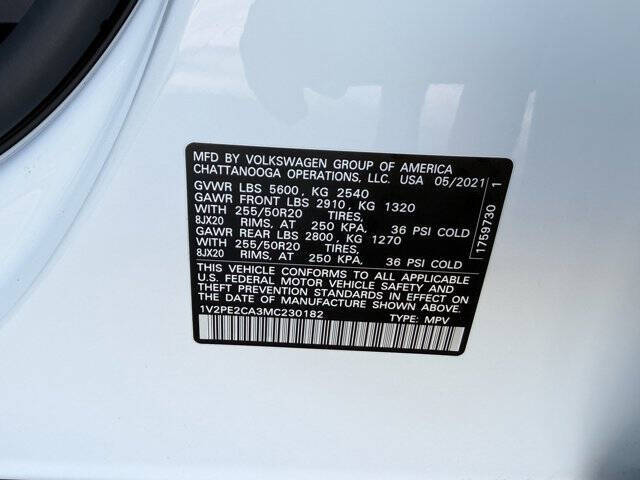 MFD BY VOLKSWAGEN GROUP OF AMERICA
CHATTANOOGA OPERATIONS, LLC. USA 05/2021
GVWR LBS 5600, KG 2540
GAWR FRONT LBS 2910, KG 1320
WITH 255/50R20 TIRES,
8JX20 RIMS, AT 250 KPA, 36 PSI COLD
GAWR REAR LBS 2800, KG 1270
WITH 255/50R20 TIRES,
8JX20 RIMS, AT 250 KPA, 36 PSI COLD
THIS VEHICLE CONFORMS TO ALL APPLICABLE
U.S. FEDERAL MOTOR VEHICLE SAFETY AND
THEFT PREVENTION STANDARDS IN EFFECT ON
THE DATE OF MANUFACTURE SHOWN ABOVE.
1V2PE2CA3MC230182 TYPE: MPV
1759730 1